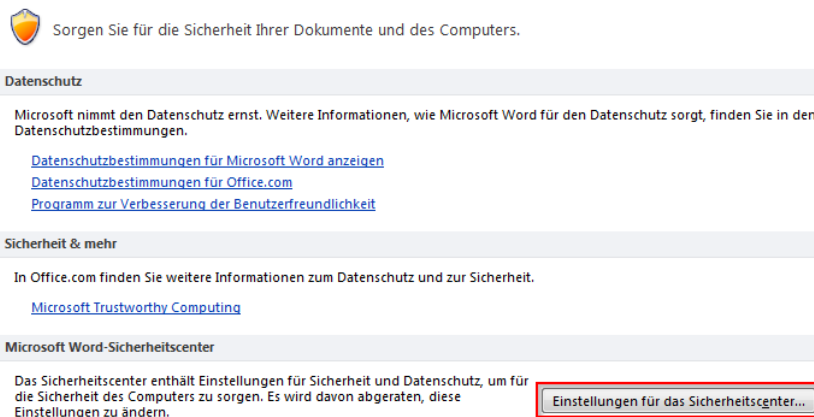 Sorgen Sie für die Sicherheit Ihrer Dokumente und des Computers.
Datenschutz
Microsoft nimmt den Datenschutz ernst. Weitere Informationen, wie Microsoft Word für den Datenschutz sorgt, finden Sie in den
Datenschutzbestimmungen.
Datenschutzbestimmungen für Microsoft Word anzeigen
Datenschutzbestimmungen für Office.com
Programm zur Verbesserung der Benutzerfreundlichkeit
Sicherheit & mehr
In Office.com finden Sie weitere Informationen zum Datenschutz und zur Sicherheit.
Microsoft Trustworthy Computing
Microsoft Word-Sicherheitscenter
Das Sicherheitscenter enthält Einstellungen für Sicherheit und Datenschutz, um für
die Sicherheit des Computers zu sorgen. Es wird davon abgeraten, diese
Einstellungen zu ändern.
Einstellungen für das Sicherheitscenter...